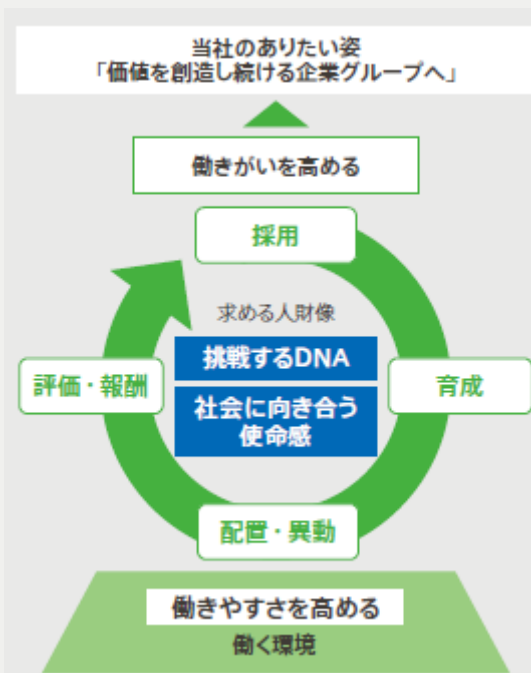 当社のありたい姿
「価値を創造し続ける企業グループへ」
働きがいを高める
採用
求める人財像
挑戦するDNA
社会に向き合う
使命感
評価・報酬
育成
配置・異動
働きやすさを高める
働く環境